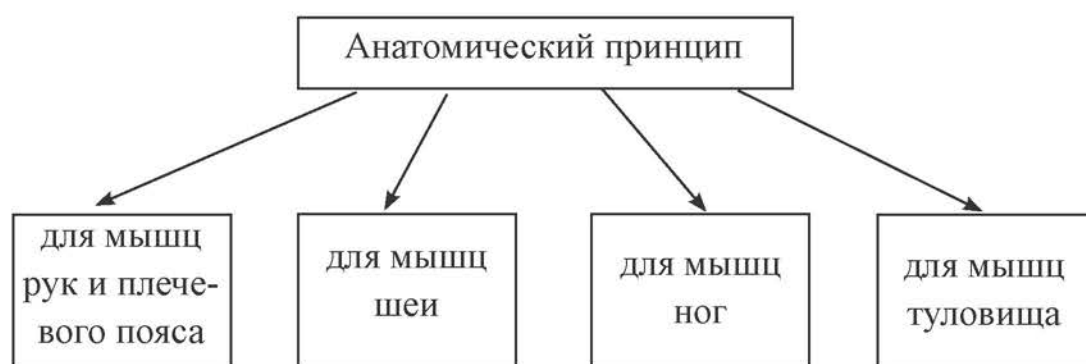 Анатомический принцип
для мышц
рук и плече-
вого пояса
для мышц
шеи
для мышц
ног
для мышц
туловища